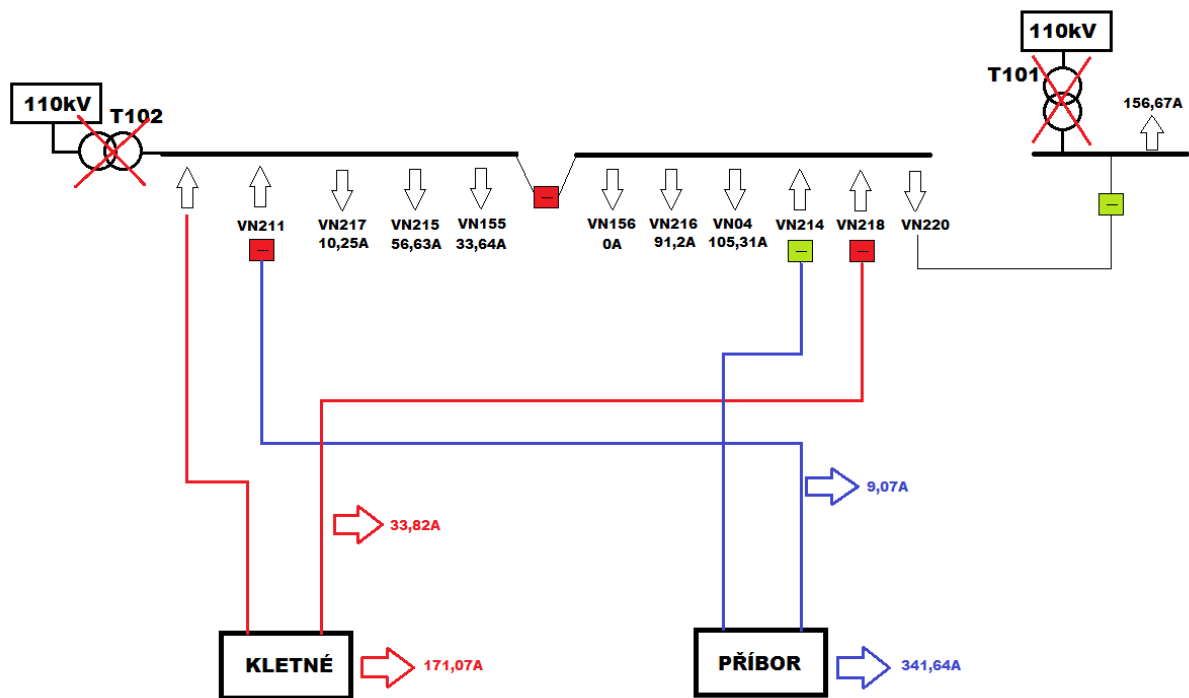 110kV
T101
156,67A
110kV
T102
VN211
VN217
10,25A
VN215
56,63A
VN155
33,64A
VN156
0A
VN216
91,2A
VN04
105,31A
VN214
VN218
VN220
9,07A
33,82A
KLETNÉ
171,07A
PŘÍBOR
341,64A